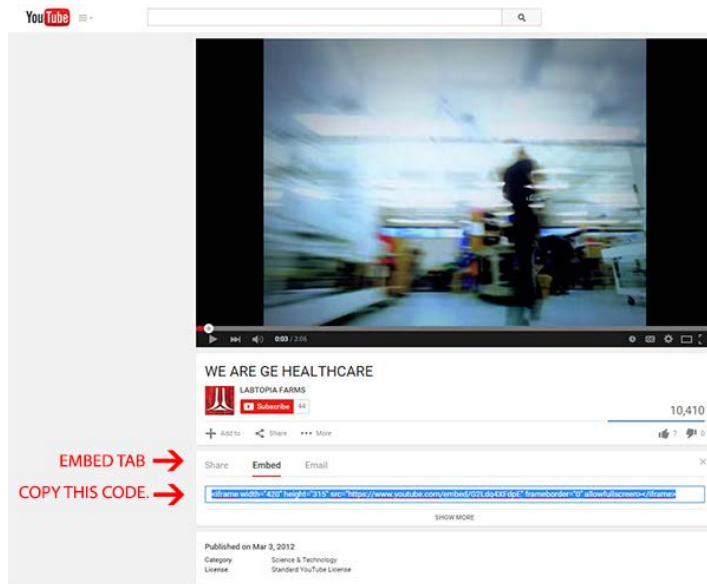 YouTube
0:03 / 2:06
WE ARE GE HEALTHCARE
LABTOPIA FARMS
Subscribe 44
10,410
Add to Share More
7 0
EMBED TAB
Share Embed Email
COPY THIS CODE.
<iframe width="420" height="315" src="https://www.youtube.com/embed/G2Ldq4XFdpE" frameborder="0" allowfullscreen></iframe>
SHOW MORE
Published on Mar 3, 2012
Category Science & Technology
License Standard YouTube License